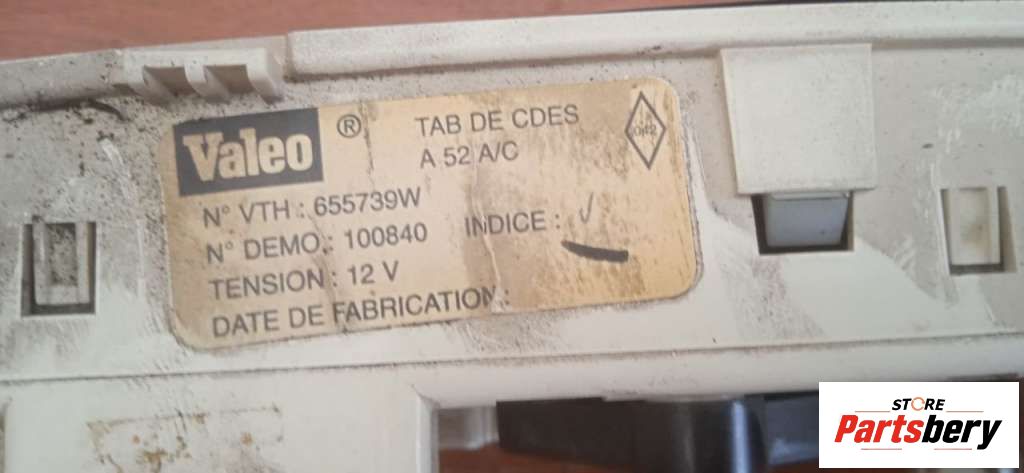 Valeo ® TAB DE CDES
A 52 A/C
N° VTH : 655739W
N° DEMO.: 100840 INDICE :
TENSION : 12 V
DATE DE FABRICATION :
STORE
Partsbery